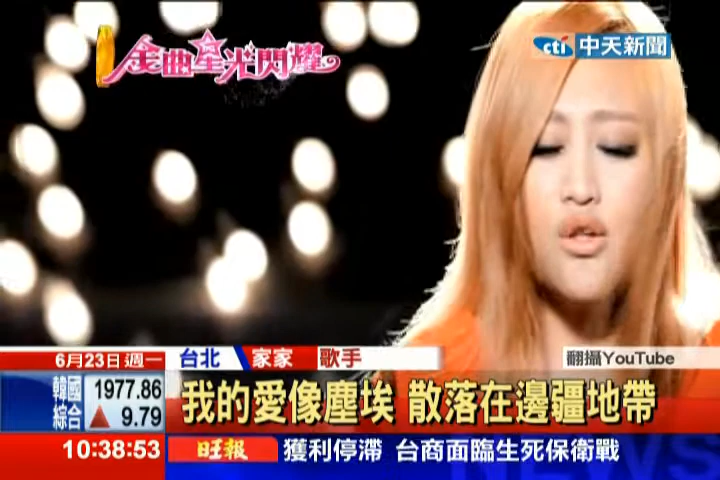 金曲星光閃耀
cti 中天新聞
6月23日週一
台北 家家 歌手
翻攝YouTube
韓國綜合 1977.86 ▲ 9.79
我的愛像塵埃 散落在邊疆地帶
10:38:53
旺報 獲利停滯 台商面臨生死保衛戰
NEWS